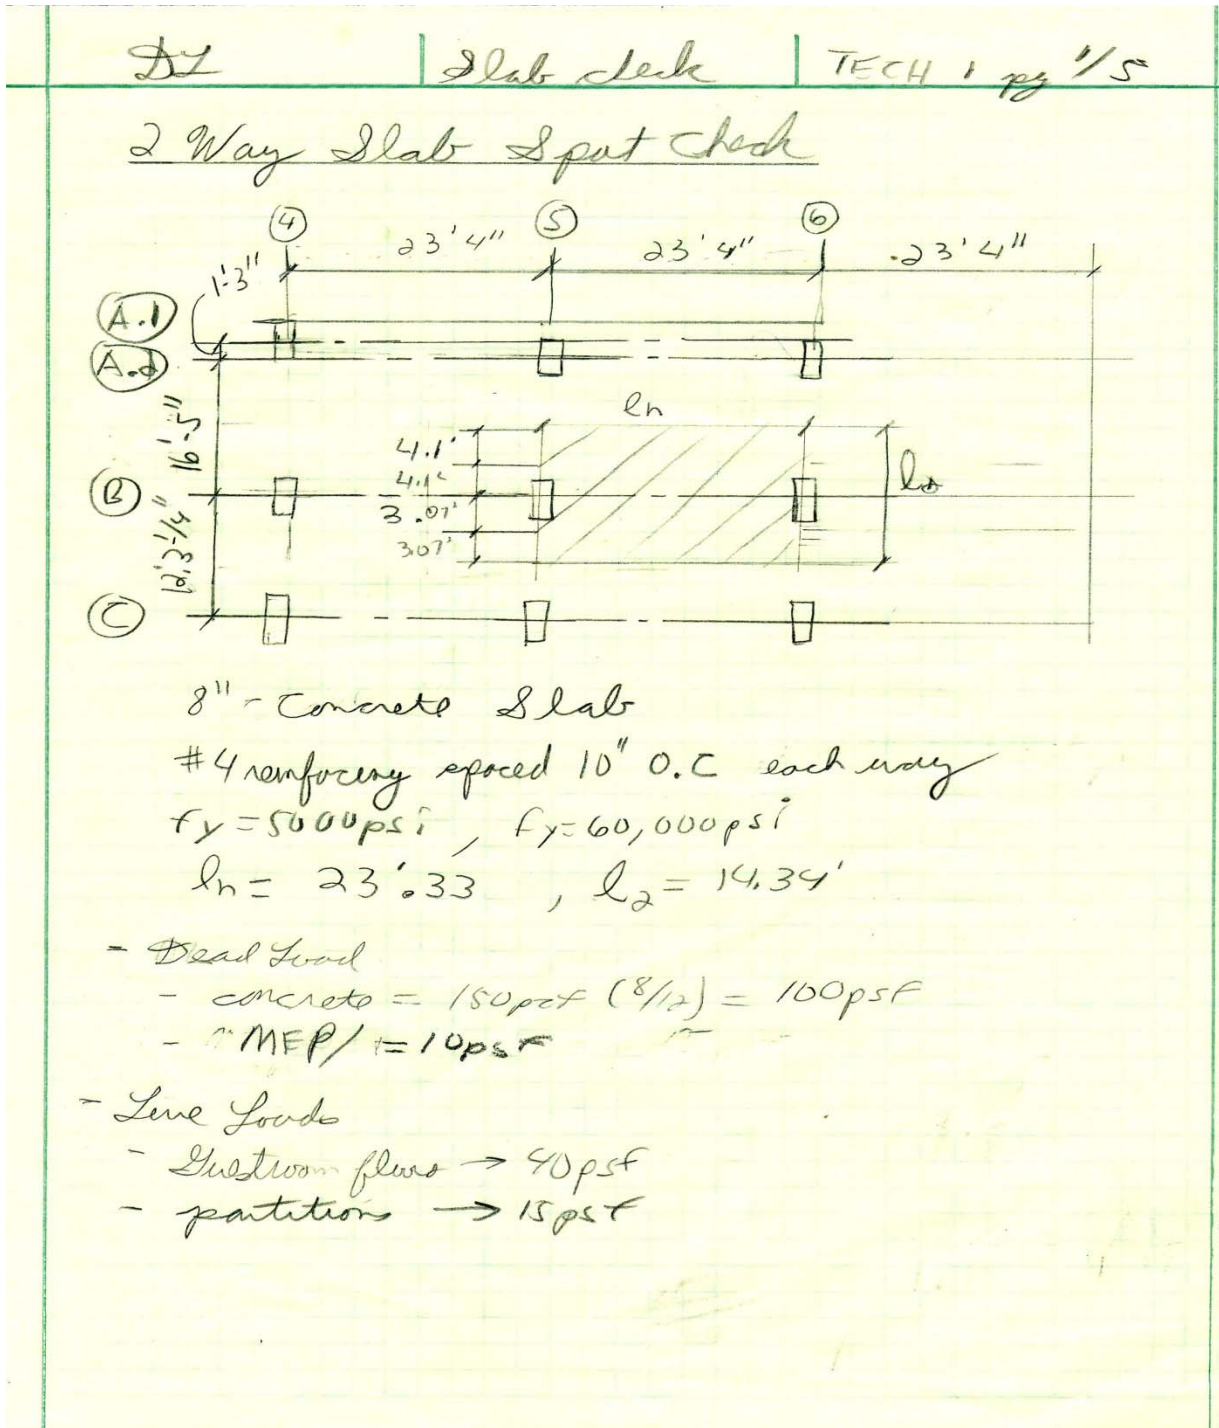 DL Slab check TECH 1 pg 1/5
2 Way Slab Spot Check
4 5 6
23'4" 23'4" 23'4"
1'-3"
A.1
A.2
ln
16'-5"
4.1'
4.1'
B l2
3.07'
3.07'
12'-3 1/4"
C
8" - Concrete Slab
#4 reinforcing spaced 10" O.C each way
fy = 5000psi , fy = 60,000psi
ln = 23'.33 , l2 = 14.34'
- Dead Load
- concrete = 150pcf (8/12) = 100psf
- MEP/ = 10psf
- Live Loads
- Guestroom floors → 40psf
- partitions → 15psf